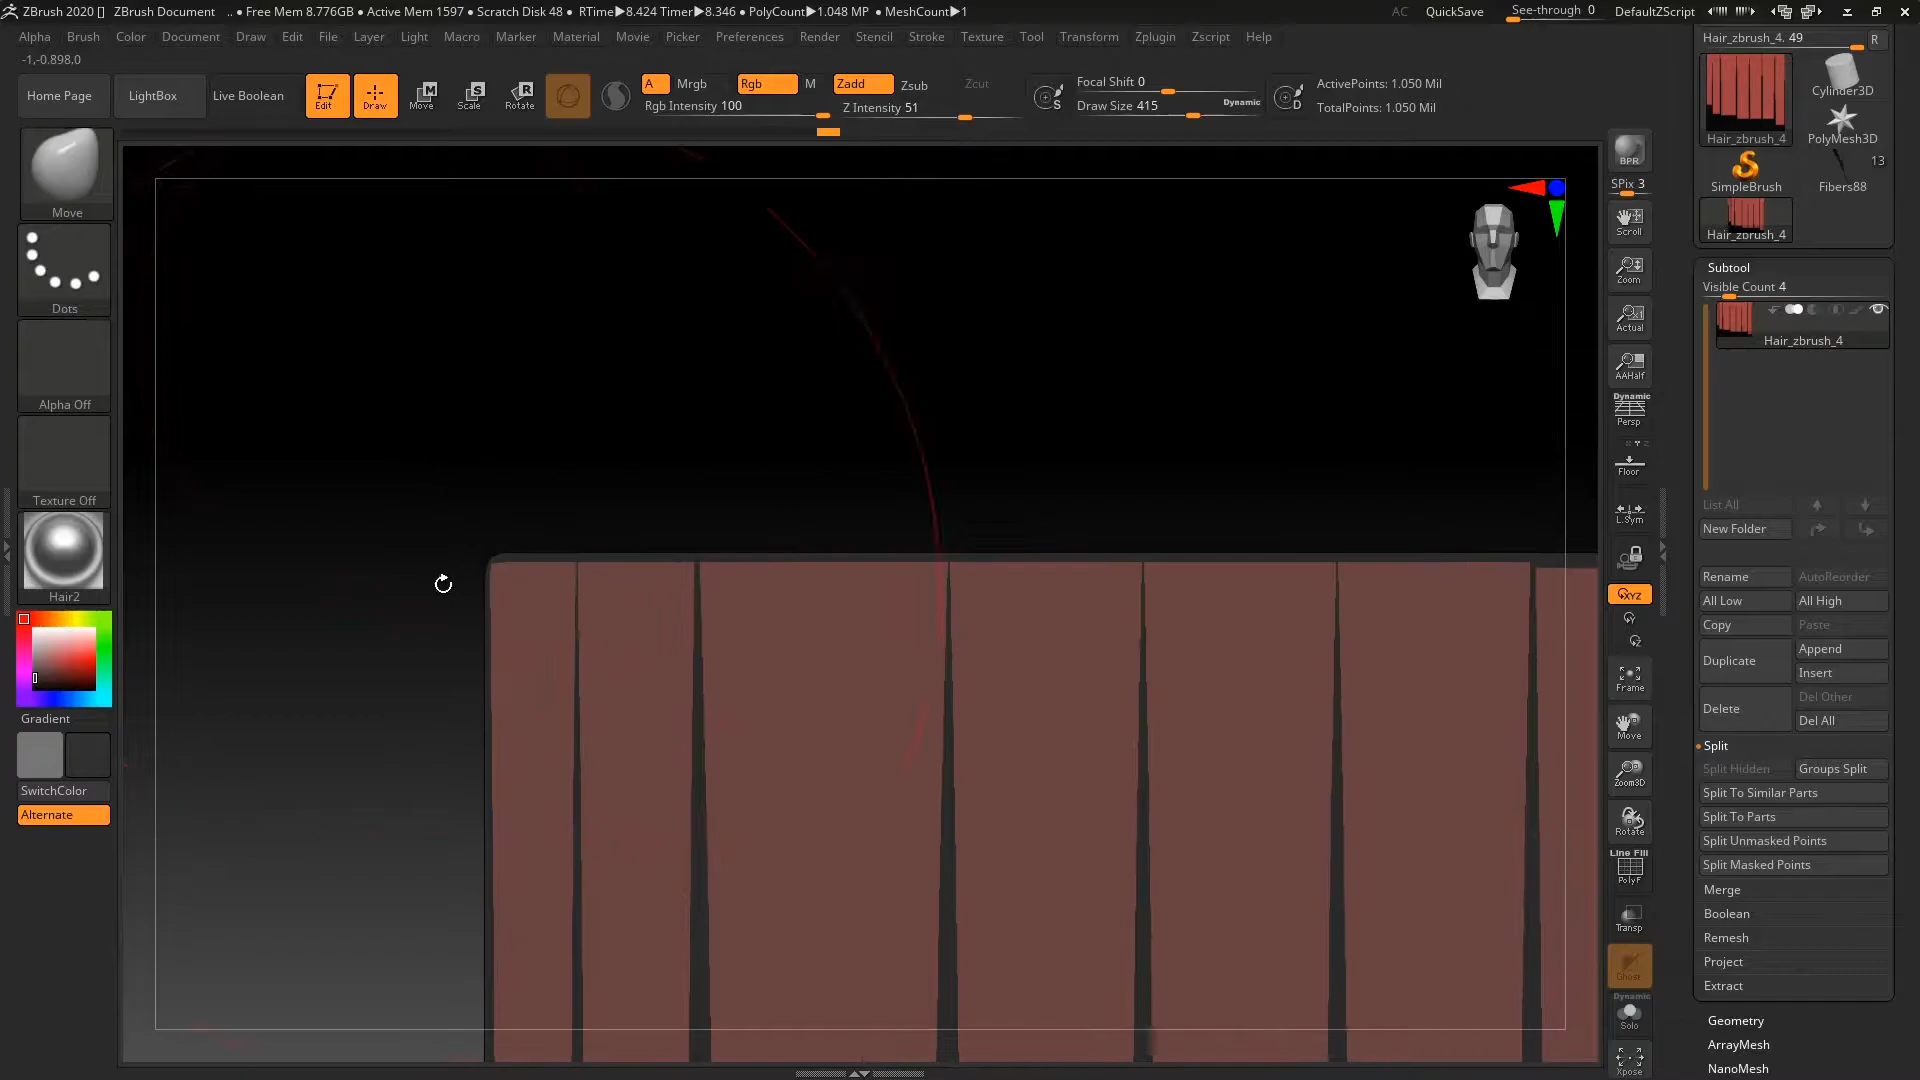 ZBrush 2020 [] ZBrush Document .. • Free Mem 8.776GB • Active Mem 1597 • Scratch Disk 48 • RTime▶8.424 Timer▶8.346 • PolyCount▶1.048 MP • MeshCount▶1 AC QuickSave See-through 0 DefaultZScript
Alpha Brush Color Document Draw Edit File Layer Light Macro Marker Material Movie Picker Preferences Render Stencil Stroke Texture Tool Transform Zplugin Zscript Help
-1,-0.898,0
Home Page
LightBox
Live Boolean
Edit
Draw
Move
Scale
Rotate
A Mrgb Rgb M Zadd Zsub Zcut
Rgb Intensity 100 Z Intensity 51
Focal Shift 0
Draw Size 415 Dynamic
S
D
ActivePoints: 1.050 Mil
TotalPoints: 1.050 Mil
Move
Dots
Alpha Off
Texture Off
Hair2
Gradient
SwitchColor
Alternate
BPR
SPix 3
Scroll
Zoom
Actual
AAHalf
Dynamic
Persp
Floor
L.Sym
XYZ
Frame
Move
Zoom3D
Rotate
Line Fill
PolyF
Transp
Ghost
Dynamic
Solo
Xpose
Hair_zbrush_4. 49 R
Hair_zbrush_4
Cylinder3D
PolyMesh3D
SimpleBrush
13
Fibers88
Hair_zbrush_4
Subtool
Visible Count 4
Hair_zbrush_4
List All
New Folder
Rename AutoReorder
All Low All High
Copy Paste
Duplicate Append
Insert
Delete Del Other
Del All
Split
Split Hidden Groups Split
Split To Similar Parts
Split To Parts
Split Unmasked Points
Split Masked Points
Merge
Boolean
Remesh
Project
Extract
Geometry
ArrayMesh
NanoMesh